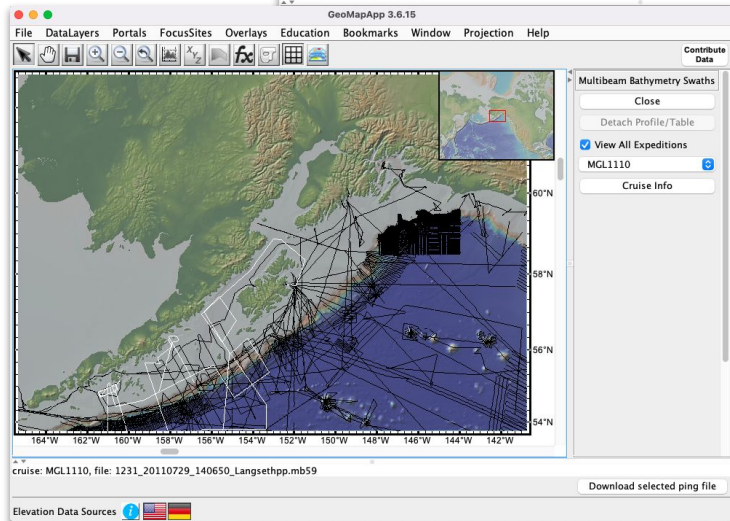 GeoMapApp 3.6.15
File DataLayers Portals FocusSites Overlays Education Bookmarks Window Projection Help
XYZ fx Contribute Data
Multibeam Bathymetry Swaths
Close
Detach Profile/Table
View All Expeditions
MGL1110
Cruise Info
60°N
58°N
56°N
54°N
164°W 162°W 160°W 158°W 156°W 154°W 152°W 150°W 148°W 146°W 144°W 142°W
cruise: MGL1110, file: 1231_20110729_140650_Langsethpp.mb59
Download selected ping file
Elevation Data Sources i